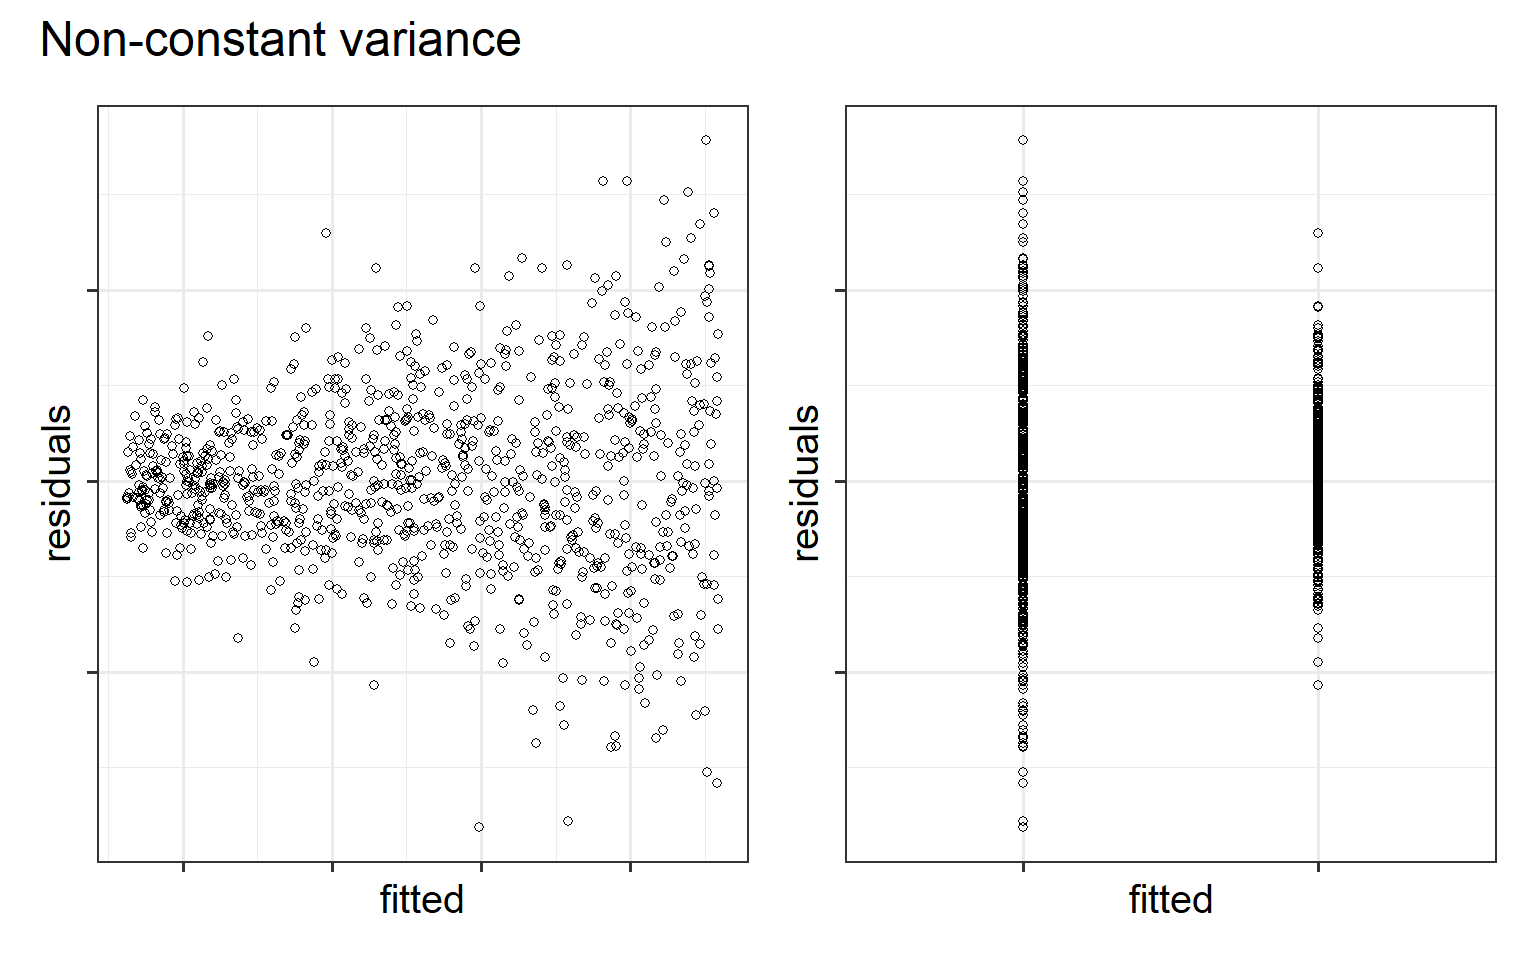 Non-constant variance
residuals
fitted
residuals
fitted